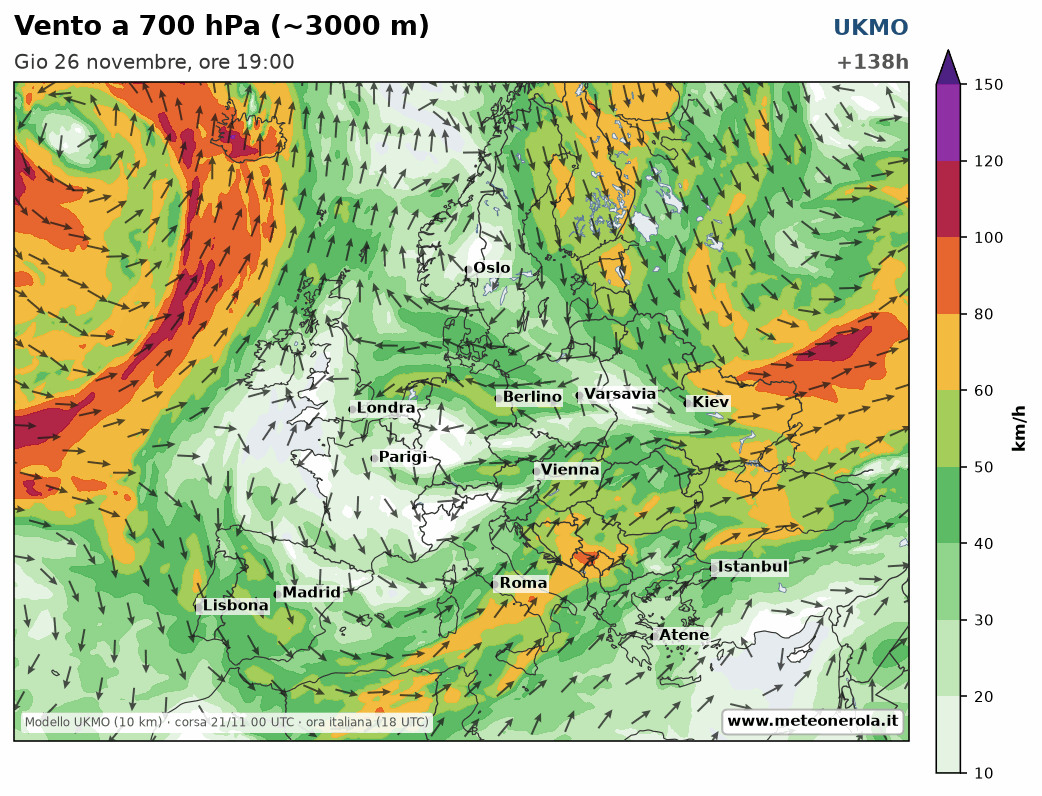 Vento a 700 hPa (~3000 m)
UKMO
Gio 26 novembre, ore 19:00
+138h
150
120
100
80
60
50
40
30
20
10
km/h
Oslo
Londra
Berlino
Varsavia
Kiev
Parigi
Vienna
Istanbul
Roma
Madrid
Lisbona
Atene
Modello UKMO (10 km) · corsa 21/11 00 UTC · ora italiana (18 UTC)
www.meteonerola.it